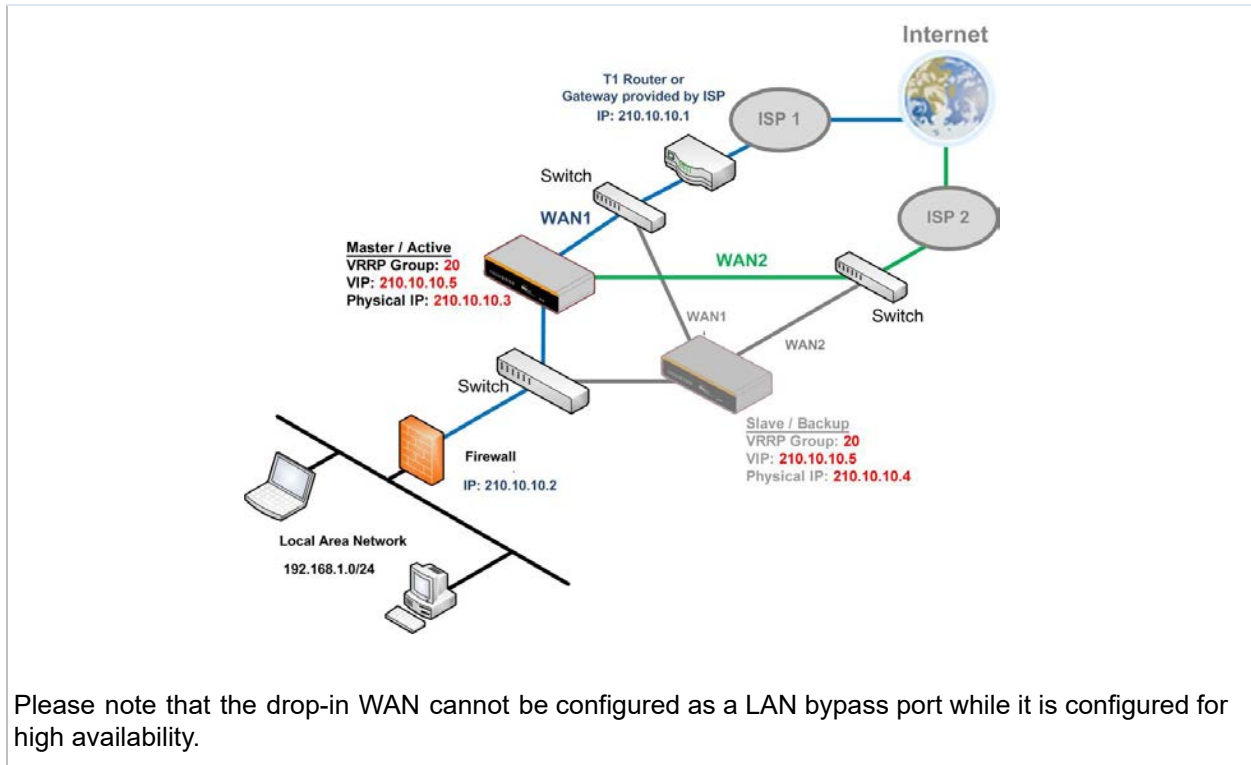 Internet
T1 Router or
Gateway provided by ISP
IP: 210.10.10.1
ISP 1
Switch
WAN1
ISP 2
Master / Active
VRRP Group: 20
VIP: 210.10.10.5
Physical IP: 210.10.10.3
WAN2
Switch
WAN1
WAN2
Switch
Slave / Backup
VRRP Group: 20
VIP: 210.10.10.5
Physical IP: 210.10.10.4
Firewall
IP: 210.10.10.2
Local Area Network
192.168.1.0/24
Please note that the drop-in WAN cannot be configured as a LAN bypass port while it is configured for
high availability.